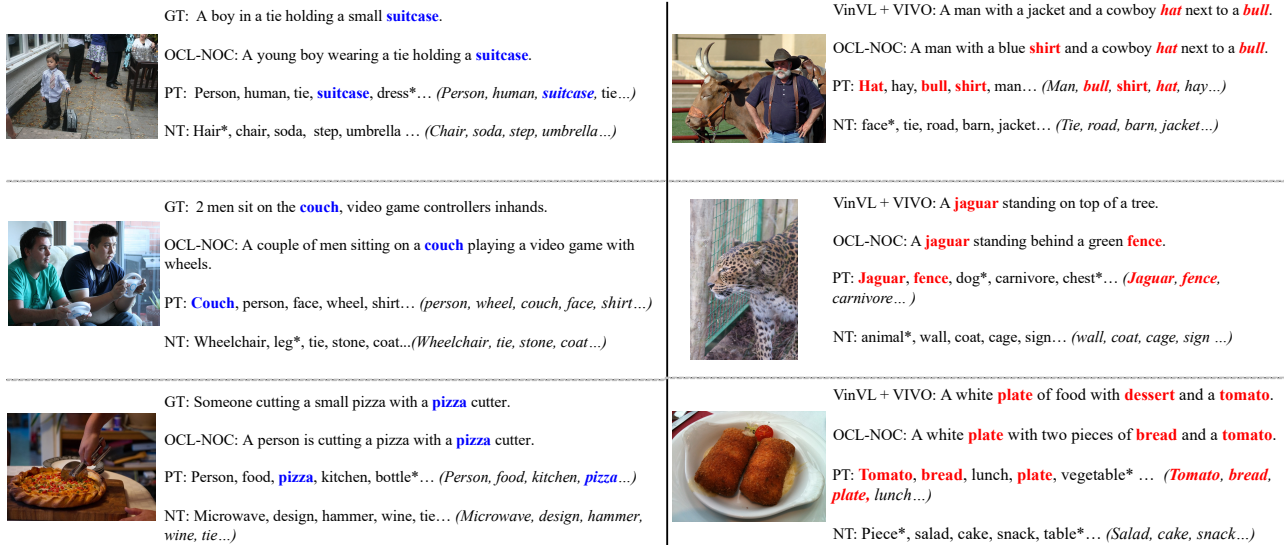 GT: A boy in a tie holding a small suitcase.
OCL-NOC: A young boy wearing a tie holding a suitcase.
PT: Person, human, tie, suitcase, dress*… (Person, human, suitcase, tie…)
NT: Hair*, chair, soda, step, umbrella … (Chair, soda, step, umbrella…)
GT: 2 men sit on the couch, video game controllers inhands.
OCL-NOC: A couple of men sitting on a couch playing a video game with
wheels.
PT: Couch, person, face, wheel, shirt… (person, wheel, couch, face, shirt…)
NT: Wheelchair, leg*, tie, stone, coat...(Wheelchair, tie, stone, coat…)
GT: Someone cutting a small pizza with a pizza cutter.
OCL-NOC: A person is cutting a pizza with a pizza cutter.
PT: Person, food, pizza, kitchen, bottle*… (Person, food, kitchen, pizza…)
NT: Microwave, design, hammer, wine, tie… (Microwave, design, hammer,
wine, tie…)
VinVL + VIVO: A man with a jacket and a cowboy hat next to a bull.
OCL-NOC: A man with a blue shirt and a cowboy hat next to a bull.
PT: Hat, hay, bull, shirt, man… (Man, bull, shirt, hat, hay…)
NT: face*, tie, road, barn, jacket… (Tie, road, barn, jacket…)
VinVL + VIVO: A jaguar standing on top of a tree.
OCL-NOC: A jaguar standing behind a green fence.
PT: Jaguar, fence, dog*, carnivore, chest*… (Jaguar, fence,
carnivore… )
NT: animal*, wall, coat, cage, sign… (wall, coat, cage, sign …)
VinVL + VIVO: A white plate of food with dessert and a tomato.
OCL-NOC: A white plate with two pieces of bread and a tomato.
PT: Tomato, bread, lunch, plate, vegetable* … (Tomato, bread,
plate, lunch…)
NT: Piece*, salad, cake, snack, table*… (Salad, cake, snack…)